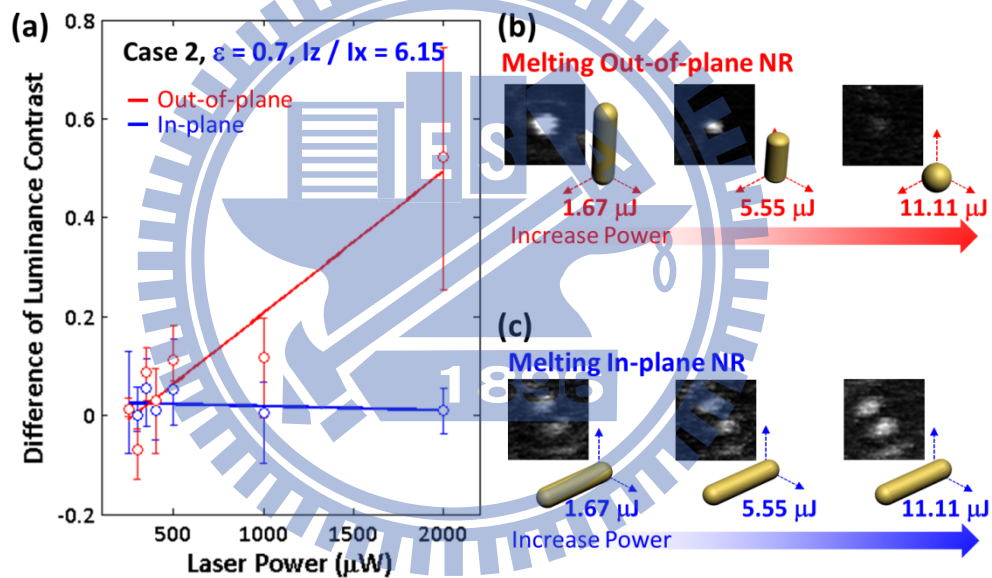 (a)
Case 2, ε = 0.7, Iz / Ix = 6.15
Out-of-plane
In-plane
Difference of Luminance Contrast
0.8
0.6
0.4
0.2
0
-0.2
500
1000
1500
2000
Laser Power (µW)
(b)
Melting Out-of-plane NR
1.67 µJ
5.55 µJ
11.11 µJ
Increase Power
(c)
Melting In-plane NR
1.67 µJ
5.55 µJ
11.11 µJ
Increase Power
E S A
1896